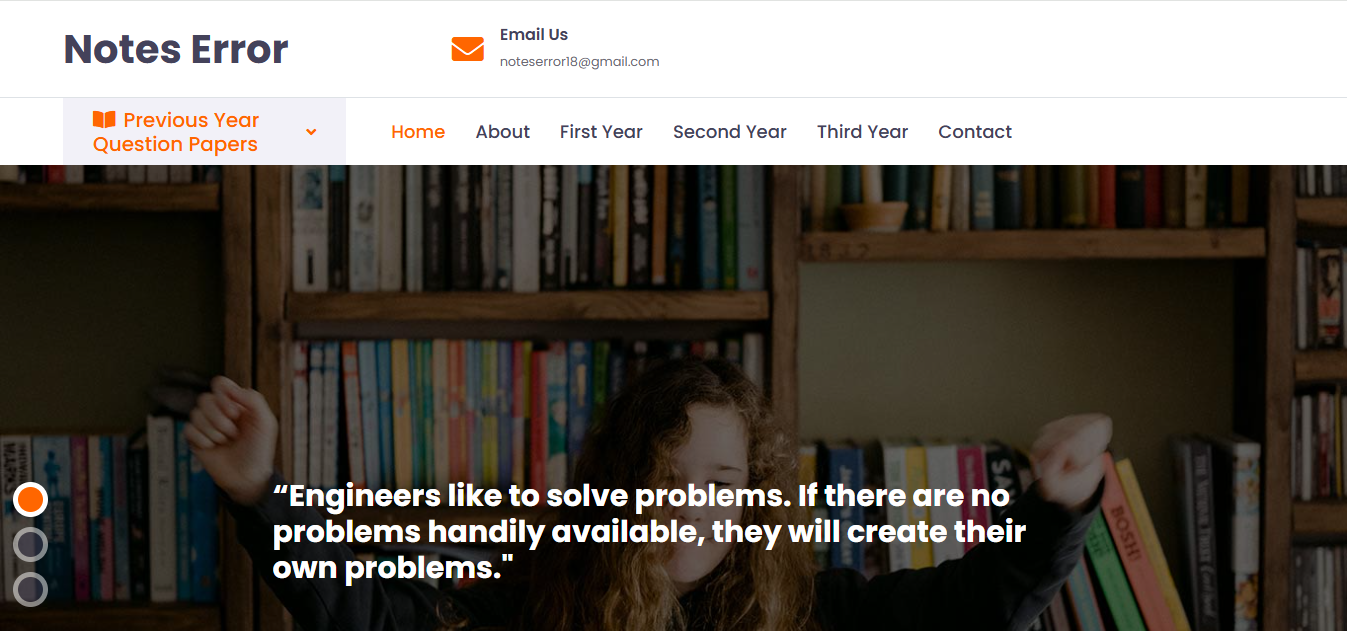 Notes Error
Email Us
noteserror18@gmail.com
Previous Year
Question Papers
Home About First Year Second Year Third Year Contact
1832
“Engineers like to solve problems. If there are no
problems handily available, they will create their
own problems."
BOSH!